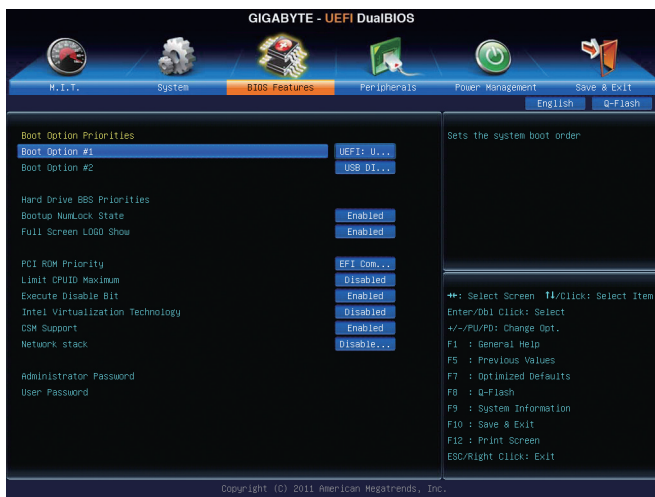 GIGABYTE - UEFI DualBIOS
M.I.T.
System
BIOS Features
Peripherals
Power Management
Save & Exit
English
Q-Flash
Boot Option Priorities
Boot Option #1 UEFI: U...
Boot Option #2 USB DI...
Hard Drive BBS Priorities
Bootup NumLock State Enabled
Full Screen LOGO Show Enabled
PCI ROM Priority EFI Com...
Limit CPUID Maximum Disabled
Execute Disable Bit Enabled
Intel Virtualization Technology Disabled
CSM Support Enabled
Network stack Disable...
Administrator Password
User Password
Sets the system boot order
→←: Select Screen ↑↓/Click: Select Item
Enter/Dbl Click: Select
+/-/PU/PD: Change Opt.
F1 : General Help
F5 : Previous Values
F7 : Optimized Defaults
F8 : Q-Flash
F9 : System Information
F10 : Save & Exit
F12 : Print Screen
ESC/Right Click: Exit
Copyright (C) 2011 American Megatrends, Inc.